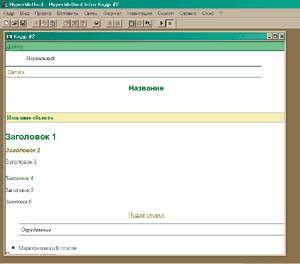 HyperMethod - HyperMethod блок Кадр #2
Кадр Вид Правка Вставить Связь Формат Навигация Скрипт Сервис Окно ?
Кадр #2
Нормальный
Цитата
Название
Название объекта
Заголовок 1
Заголовок 2
Заголовок 3
Заголовок 4
Заголовок 5
Заголовок 6
Подзаголовок
Определение
Маркированный список